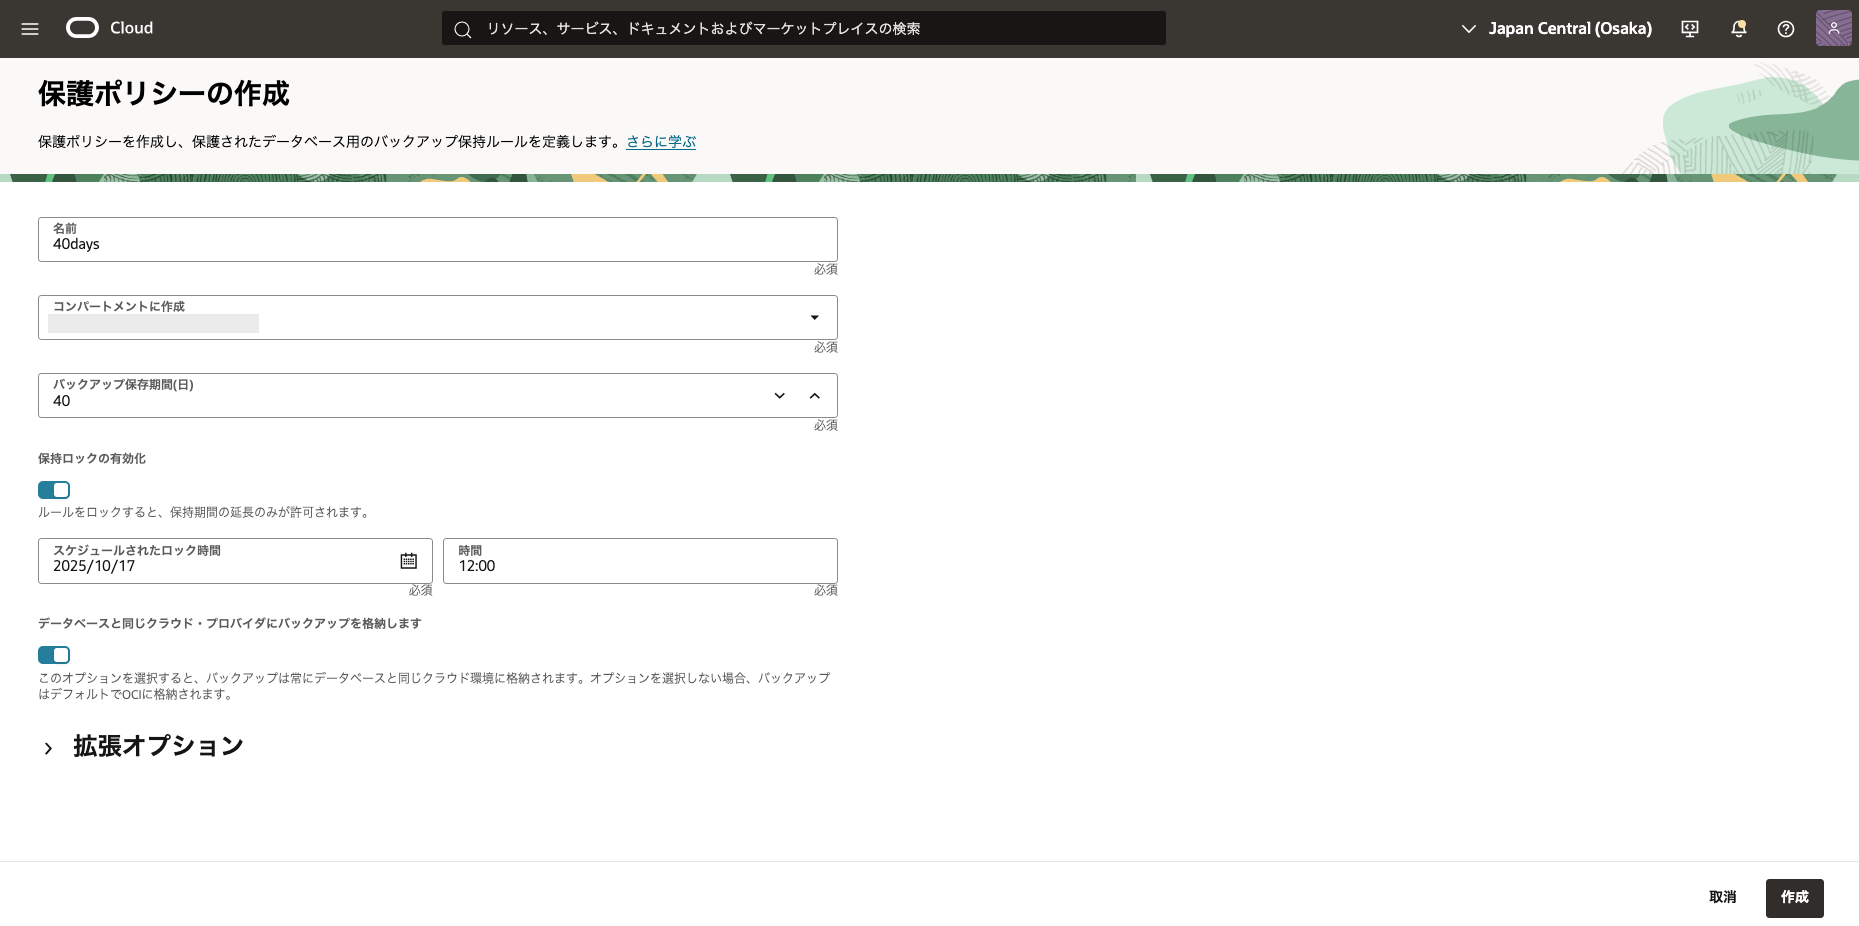 Cloud
リソース、サービス、ドキュメントおよびマーケットプレイスの検索
Japan Central (Osaka)
保護ポリシーの作成
保護ポリシーを作成し、保護されたデータベース用のバックアップ保持ルールを定義します。さらに学ぶ
名前
40days
必須
コンパートメントに作成
必須
バックアップ保存期間(日)
40
必須
保持ロックの有効化
ルールをロックすると、保持期間の延長のみが許可されます。
スケジュールされたロック時間
2025/10/17
必須
時間
12:00
必須
データベースと同じクラウド・プロバイダにバックアップを格納します
このオプションを選択すると、バックアップは常にデータベースと同じクラウド環境に格納されます。オプションを選択しない場合、バックアップ
はデフォルトでOCIに格納されます。
拡張オプション
取消
作成